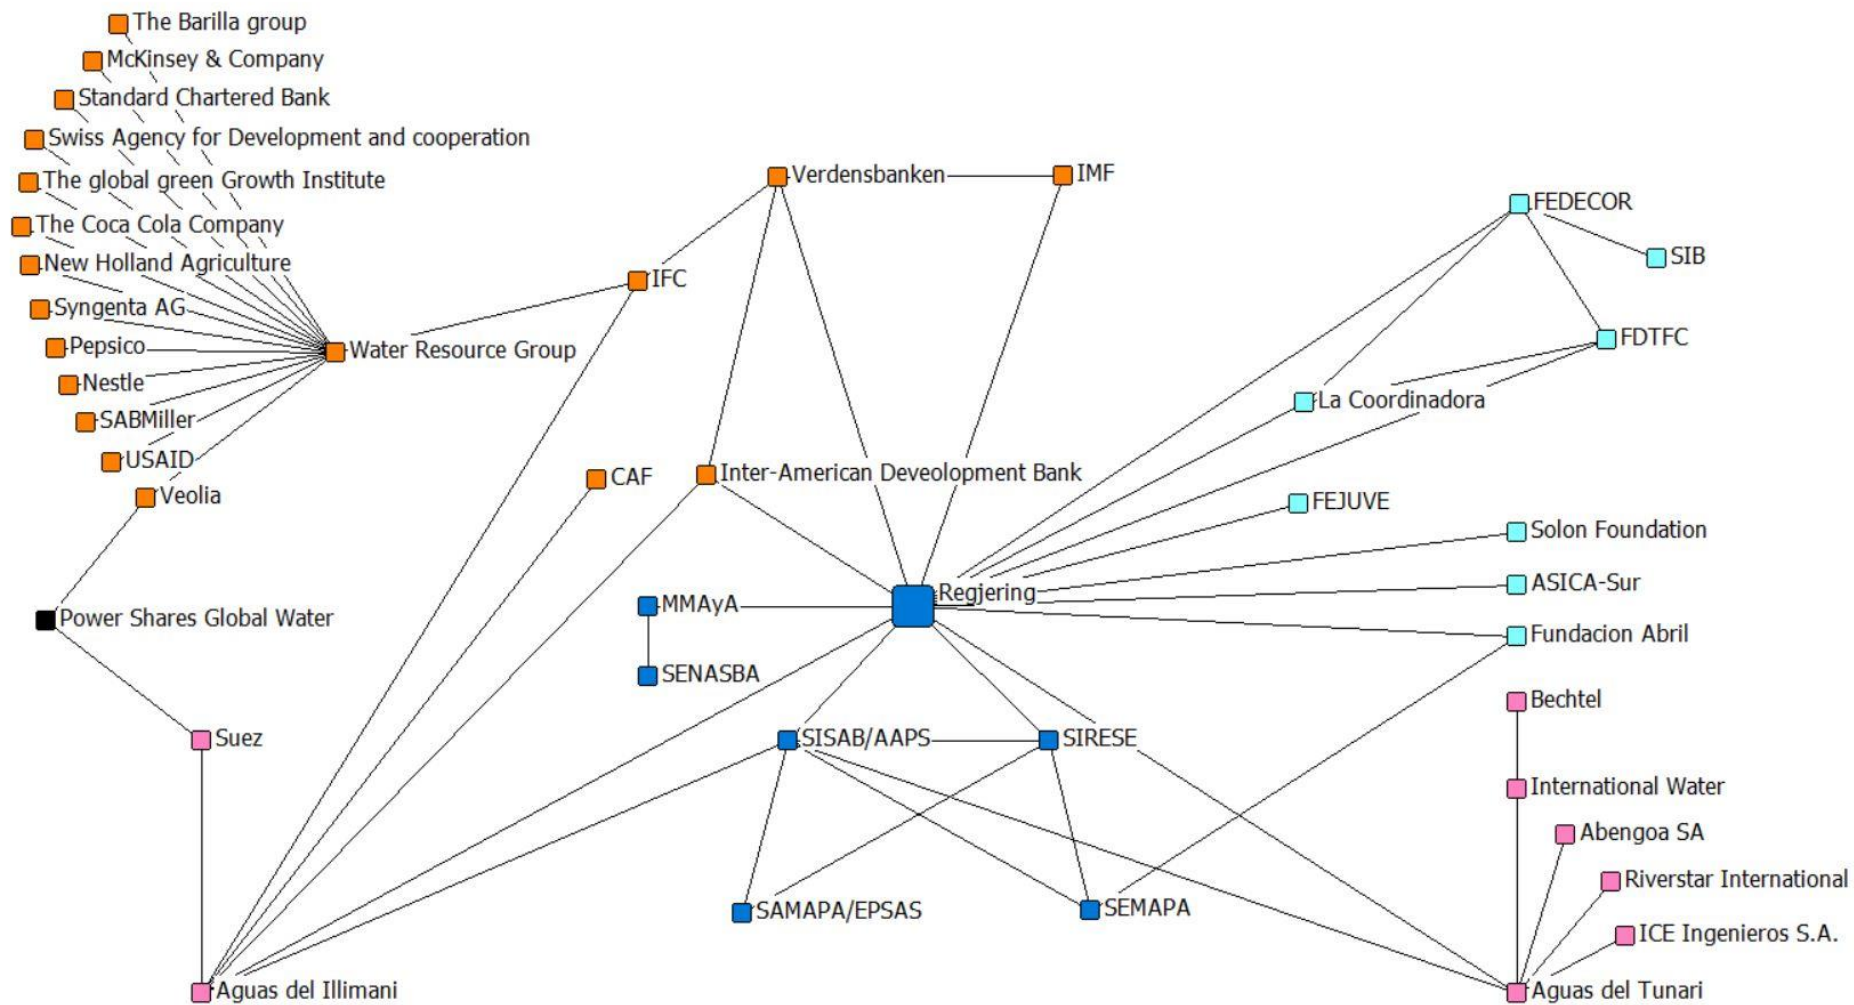 The Barilla group
McKinsey & Company
Standard Chartered Bank
Swiss Agency for Development and cooperation
The global green Growth Institute
The Coca Cola Company
New Holland Agriculture
Syngenta AG
Pepsico
Nestle
SABMiller
USAID
Veolia
Water Resource Group
Power Shares Global Water
Suez
Aguas del Illimani
Verdensbanken
IMF
IFC
CAF
Inter-American Deveolopment Bank
MMAyA
SENASBA
Regjering
SISAB/AAPS
SIRESE
SAMAPA/EPSAS
SEMAPA
FEDECOR
SIB
FDTFC
La Coordinadora
FEJUVE
Solon Foundation
ASICA-Sur
Fundacion Abril
Bechtel
International Water
Abengoa SA
Riverstar International
ICE Ingenieros S.A.
Aguas del Tunari